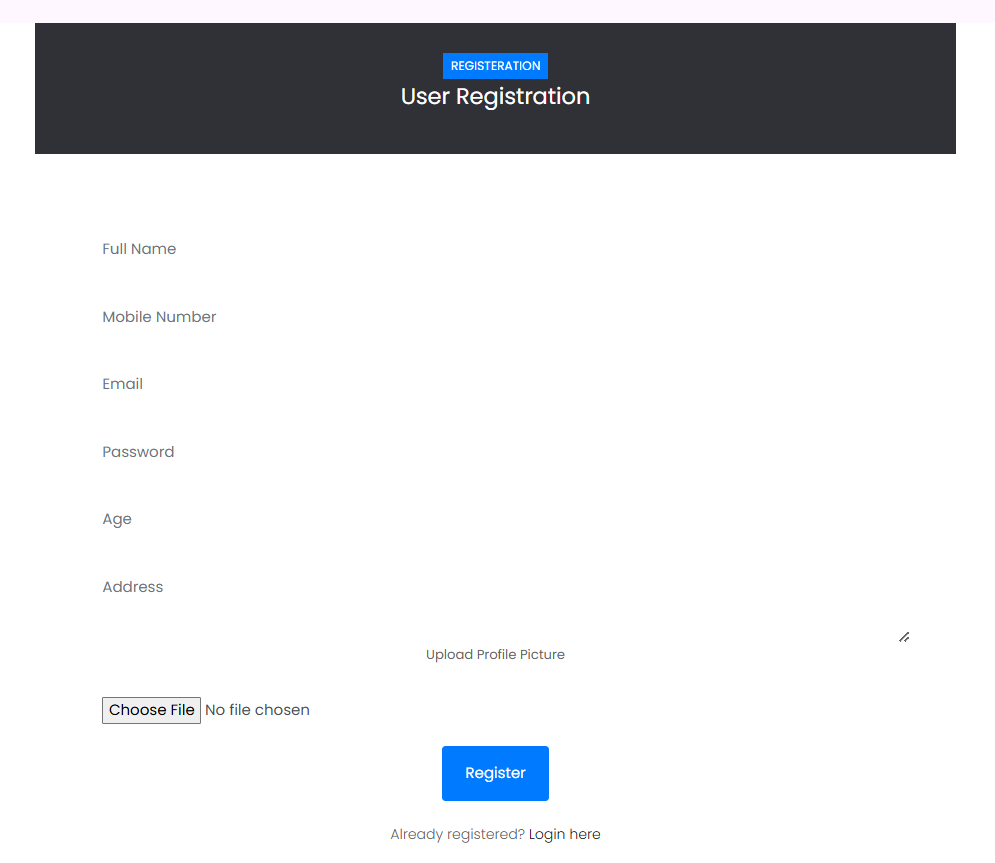 REGISTERATION
User Registration
Full Name
Mobile Number
Email
Password
Age
Address
Upload Profile Picture
Choose File No file chosen
Register
Already registered? Login here